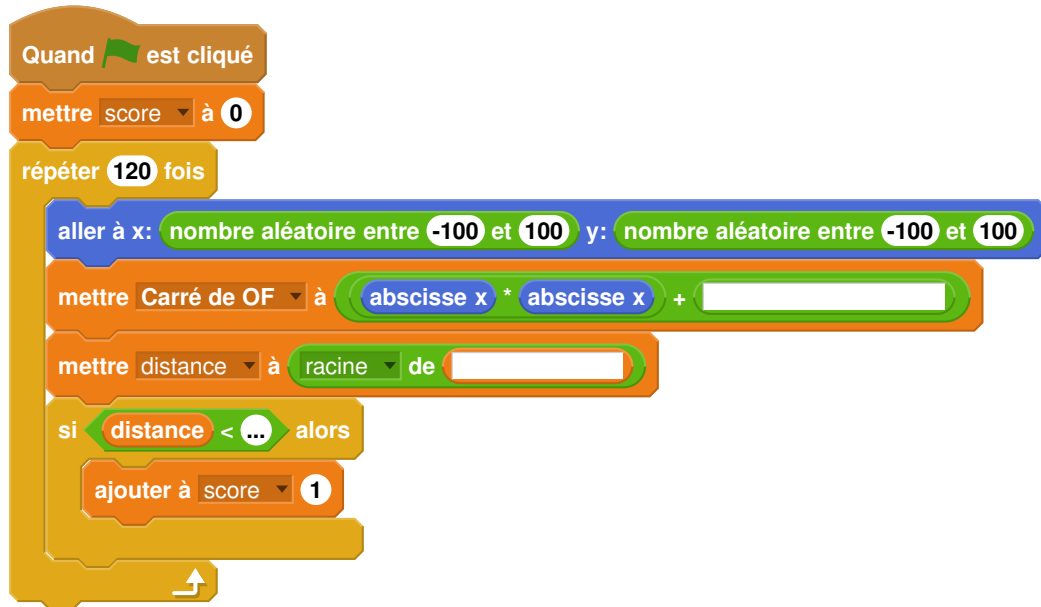 Quand est cliqué
mettre score à 0
répéter 120 fois
aller à x: nombre aléatoire entre -100 et 100 y: nombre aléatoire entre -100 et 100
mettre Carré de OF à abscisse x * abscisse x +
mettre distance à racine de
si distance < ... alors
ajouter à score 1